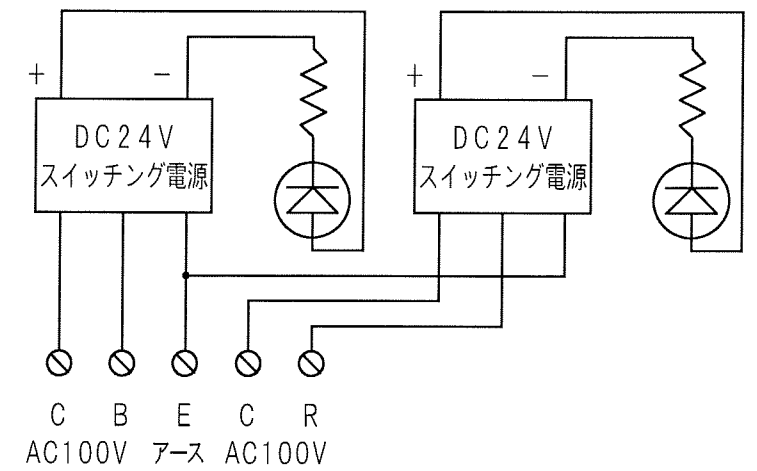 + −
DC24V
スイッチング電源
+ −
DC24V
スイッチング電源
C B E C R
AC100V アース AC100V